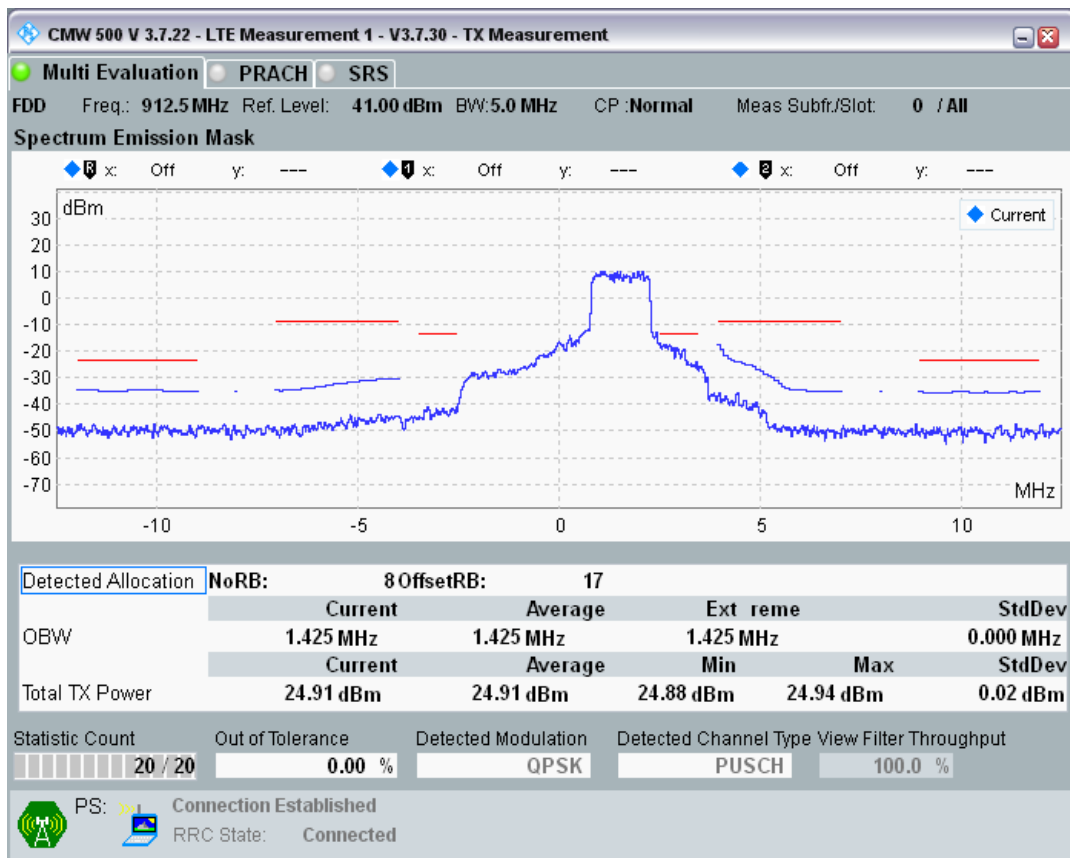 CMW 500 V 3.7.22 - LTE Measurement 1 - V3.7.30 - TX Measurement
Multi Evaluation PRACH SRS
FDD Freq.: 912.5 MHz Ref. Level: 41.00 dBm BW:5.0 MHz CP :Normal Meas Subfr./Slot: 0 / All
Spectrum Emission Mask
R x: Off y: --- 1 x: Off y: --- 2 x: Off y: ---
dBm
Current
30
20
10
0
-10
-20
-30
-40
-50
-60
-70
MHz
-10 -5 0 5 10
Detected Allocation NoRB: 8 OffsetRB: 17
Current Average Ext reme StdDev
OBW 1.425 MHz 1.425 MHz 1.425 MHz 0.000 MHz
Current Average Min Max StdDev
Total TX Power 24.91 dBm 24.91 dBm 24.88 dBm 24.94 dBm 0.02 dBm
Statistic Count Out of Tolerance Detected Modulation Detected Channel Type View Filter Throughput
20 / 20 0.00 % QPSK PUSCH 100.0 %
PS: Connection Established
RRC State: Connected